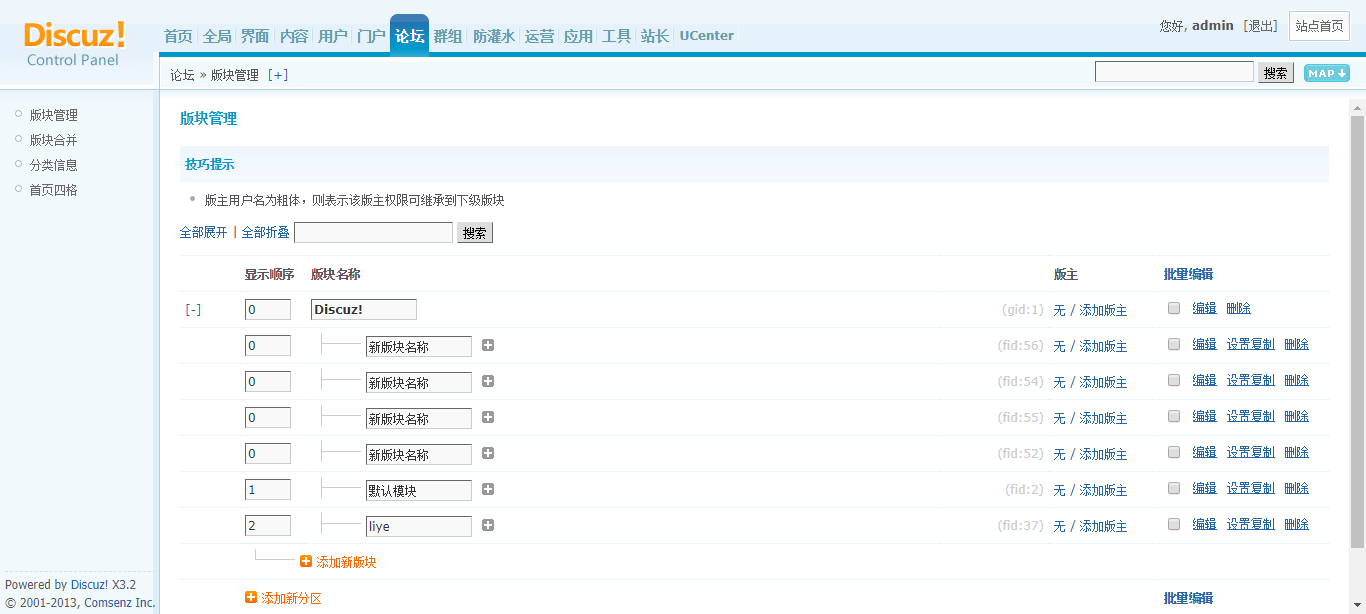 Discuz!
Control Panel
首页 全局 界面 内容 用户 门户 论坛 群组 防灌水 运营 应用 工具 站长 UCenter
您好, admin [退出] 站点首页
论坛 » 版块管理 [+]
搜索 MAP
版块管理
版块合并
分类信息
首页四格
版块管理
技巧提示
版主用户名为粗体，则表示该版主权限可继承到下级版块
全部展开 | 全部折叠 搜索
显示顺序 版块名称 版主 批量编辑
[-] 0 Discuz! (gid:1) 无 / 添加版主 编辑 删除
0 新版块名称 (fid:56) 无 / 添加版主 编辑 设置复制 删除
0 新版块名称 (fid:54) 无 / 添加版主 编辑 设置复制 删除
0 新版块名称 (fid:55) 无 / 添加版主 编辑 设置复制 删除
0 新版块名称 (fid:52) 无 / 添加版主 编辑 设置复制 删除
1 默认模块 (fid:2) 无 / 添加版主 编辑 设置复制 删除
2 liye (fid:37) 无 / 添加版主 编辑 设置复制 删除
添加新版块
添加新分区 批量编辑
Powered by Discuz! X3.2
© 2001-2013, Comsenz Inc.